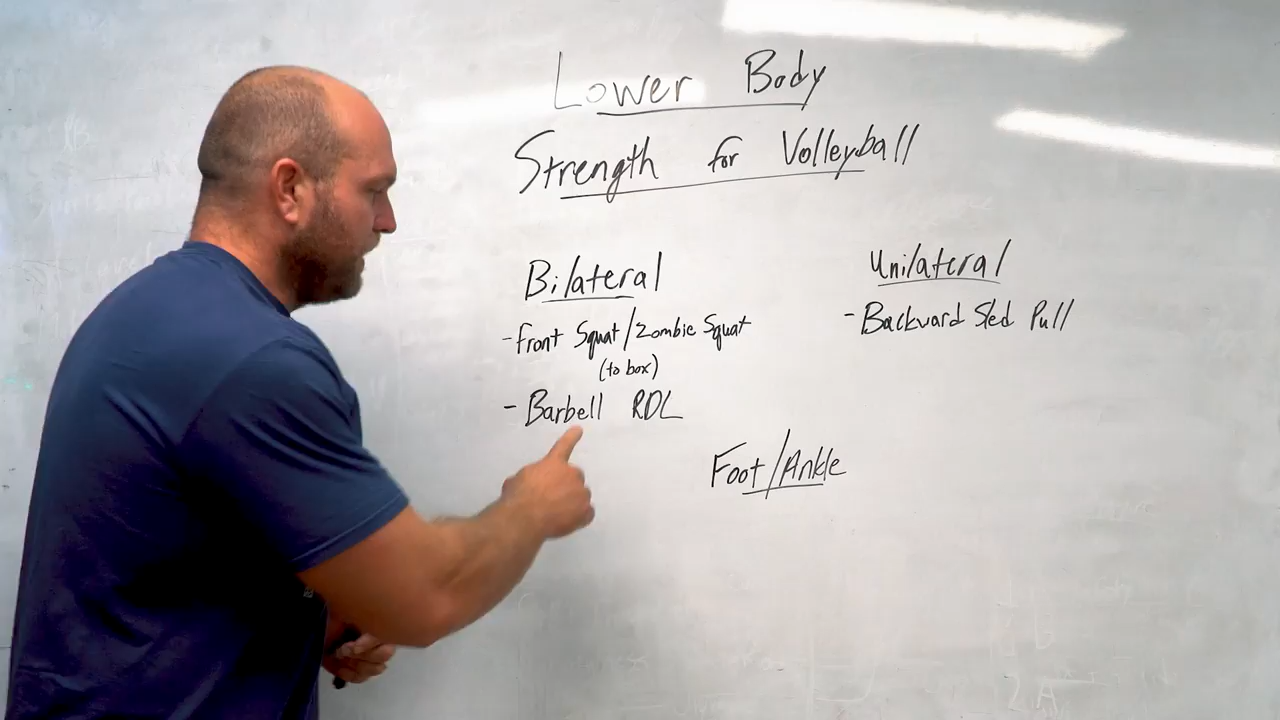 Lower Body
Strength for Volleyball
Bilateral
- Front Squat/Zombie Squat
(to box)
- Barbell RDL
Unilateral
- Backward Sled Pull
Foot/Ankle